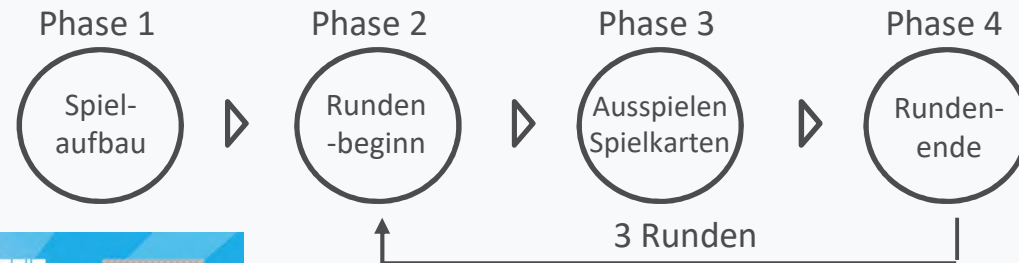 Phase 1
Phase 2
Phase 3
Phase 4
Spiel-
aufbau
Runden
-beginn
Ausspielen
Spielkarten
Runden-
ende
3 Runden